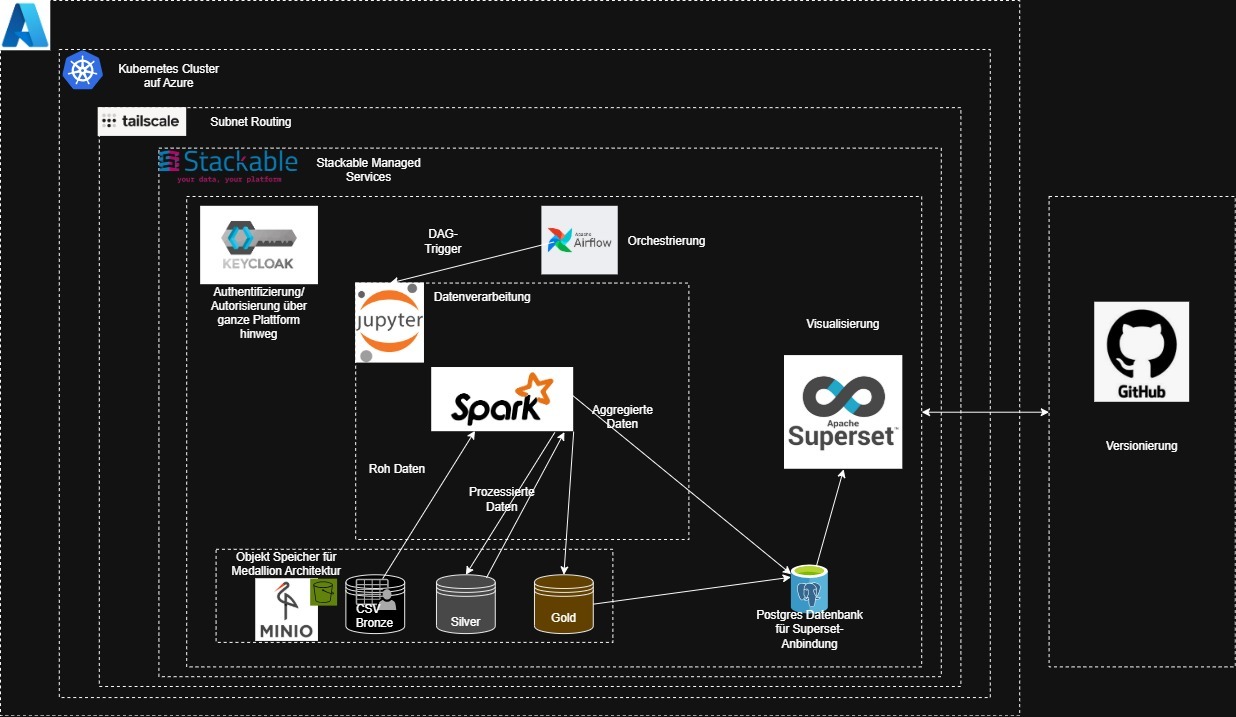 Kubernetes Cluster
auf Azure
tailscale
Subnet Routing
Stackable
your data, your platform
Stackable Managed
Services
KEYCLOAK
Authentifizierung/
Autorisierung über
ganze Plattform
hinweg
DAG-
Trigger
Apache
Airflow
Orchestrierung
jupyter
Datenverarbeitung
Spark
Aggregierte
Daten
Visualisierung
Apache
Superset™
GitHub
Versionierung
Roh Daten
Prozessierte
Daten
Objekt Speicher für
Medallion Architektur
MINIO
CSV
Bronze
Silver
Gold
Postgres Datenbank
für Superset-
Anbindung